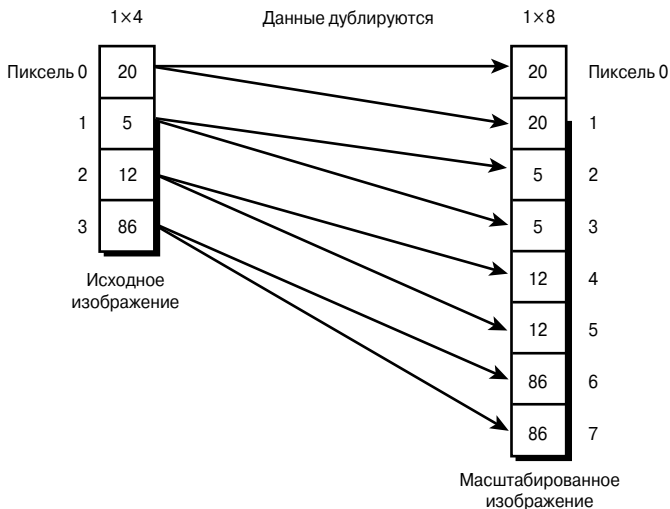 1×4 Данные дублируются 1×8
Пиксель 0 20 20 Пиксель 0
1 5 20 1
2 12 5 2
3 86 5 3
Исходное
изображение
12 4
12 5
86 6
86 7
Масштабированное
изображение